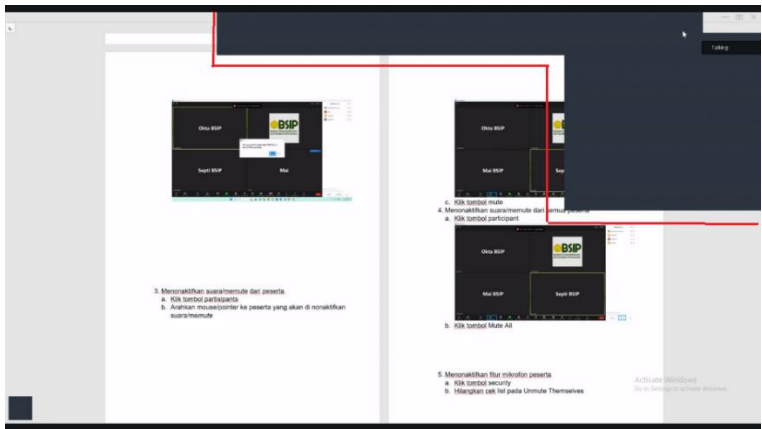 Talking:
Okta BSIP
BSIP
Septi BSIP
Mai
3. Menonaktifkan suara/memute dari peserta
a. Klik tombol partisipants
b. Arahkan mouse/pointer ke peserta yang akan di nonaktifkan
suara/memute
Okta BSIP
Mai BSIP
Sep
c. Klik tombol mute
4. Menonaktifkan suara/memute dari semua peserta
a. Klik tombol participant
Okta BSIP
BSIP
Mai BSIP
Septi BSIP
b. Klik tombol Mute All
5. Menonaktifkan fitur mikrofon peserta
a. Klik tombol security
b. Hilangkan cek list pada Unmute Themselves
Activate Windows
Go to Settings to activate Windows.